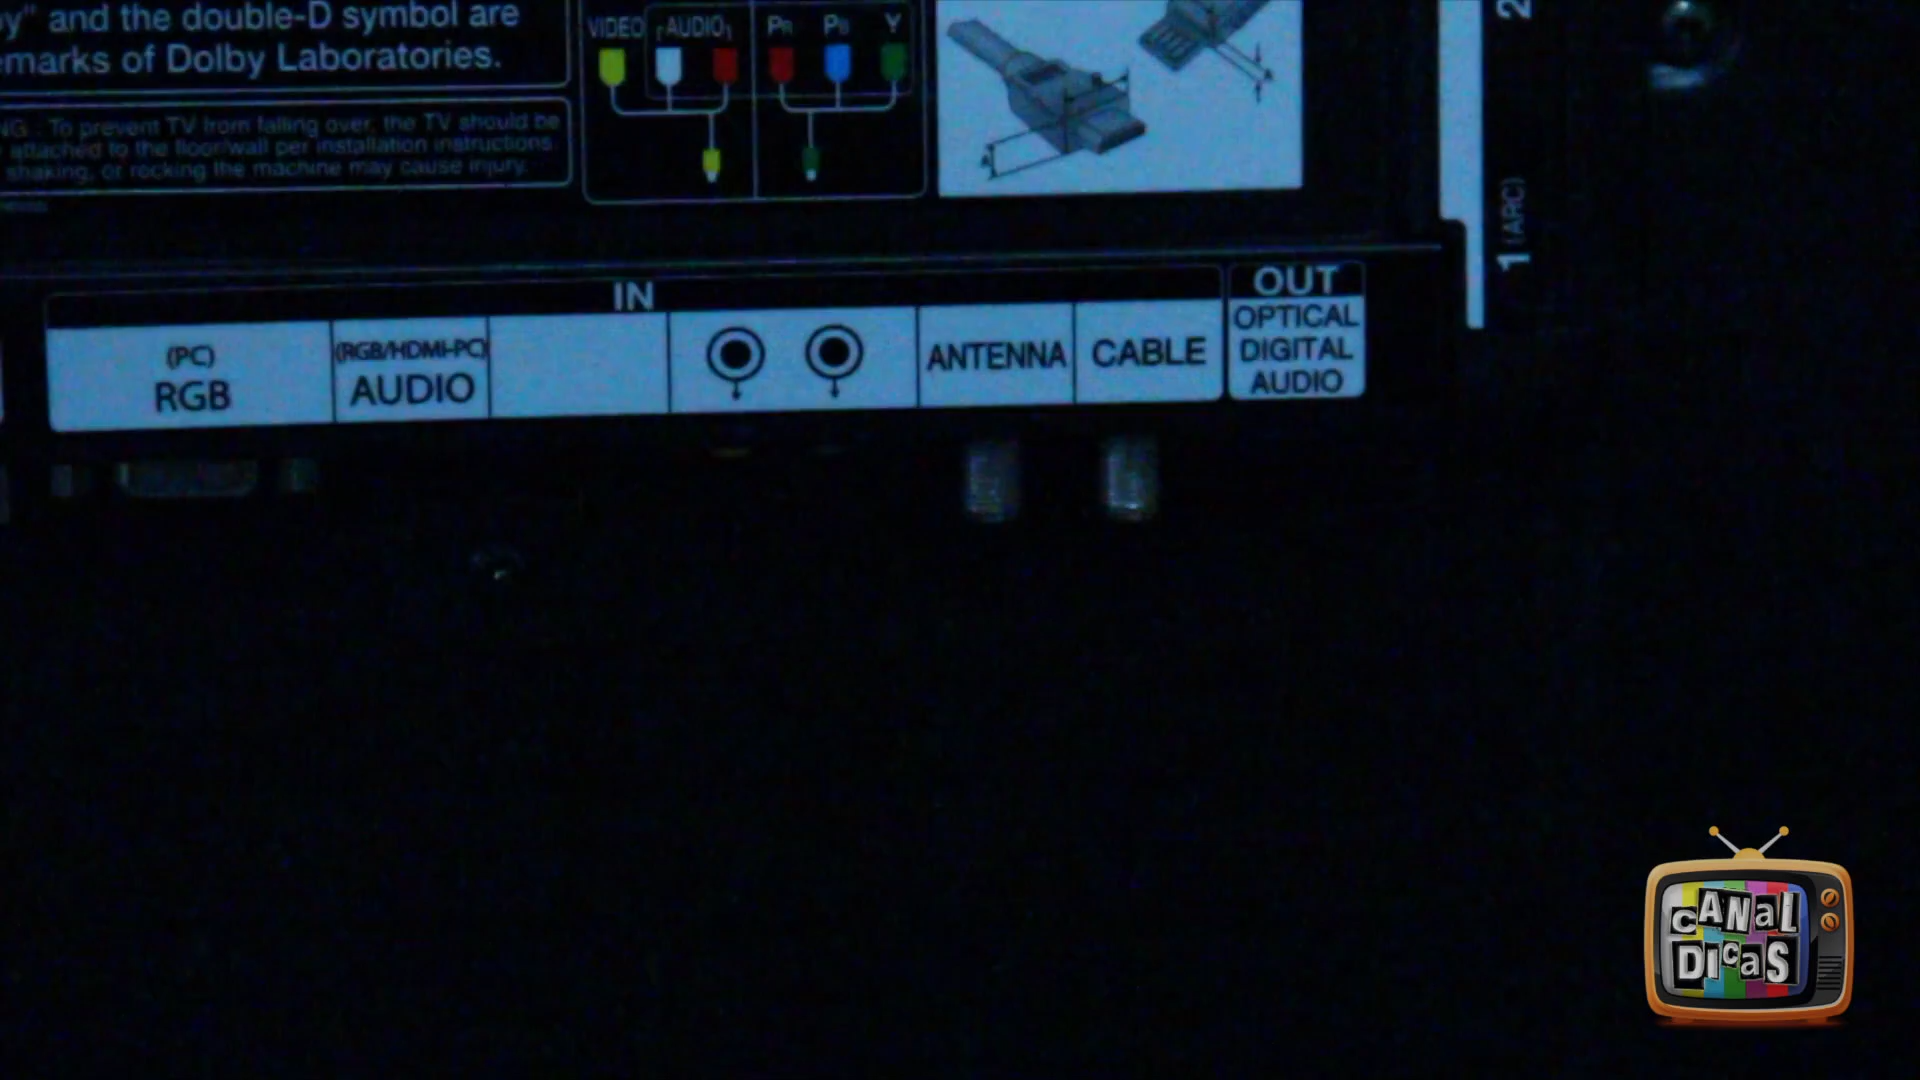 y" and the double-D symbol are
emarks of Dolby Laboratories.
NG : To prevent TV from falling over, the TV should be
attached to the floor/wall per installation instructions.
shaking, or rocking the machine may cause injury.
VIDEO AUDIO PR PB Y
A
A
2
1 (ARC)
IN
(PC)
RGB
(RGB/HDMI-PC)
AUDIO
ANTENNA
CABLE
OUT
OPTICAL
DIGITAL
AUDIO
CANAL
DICAS